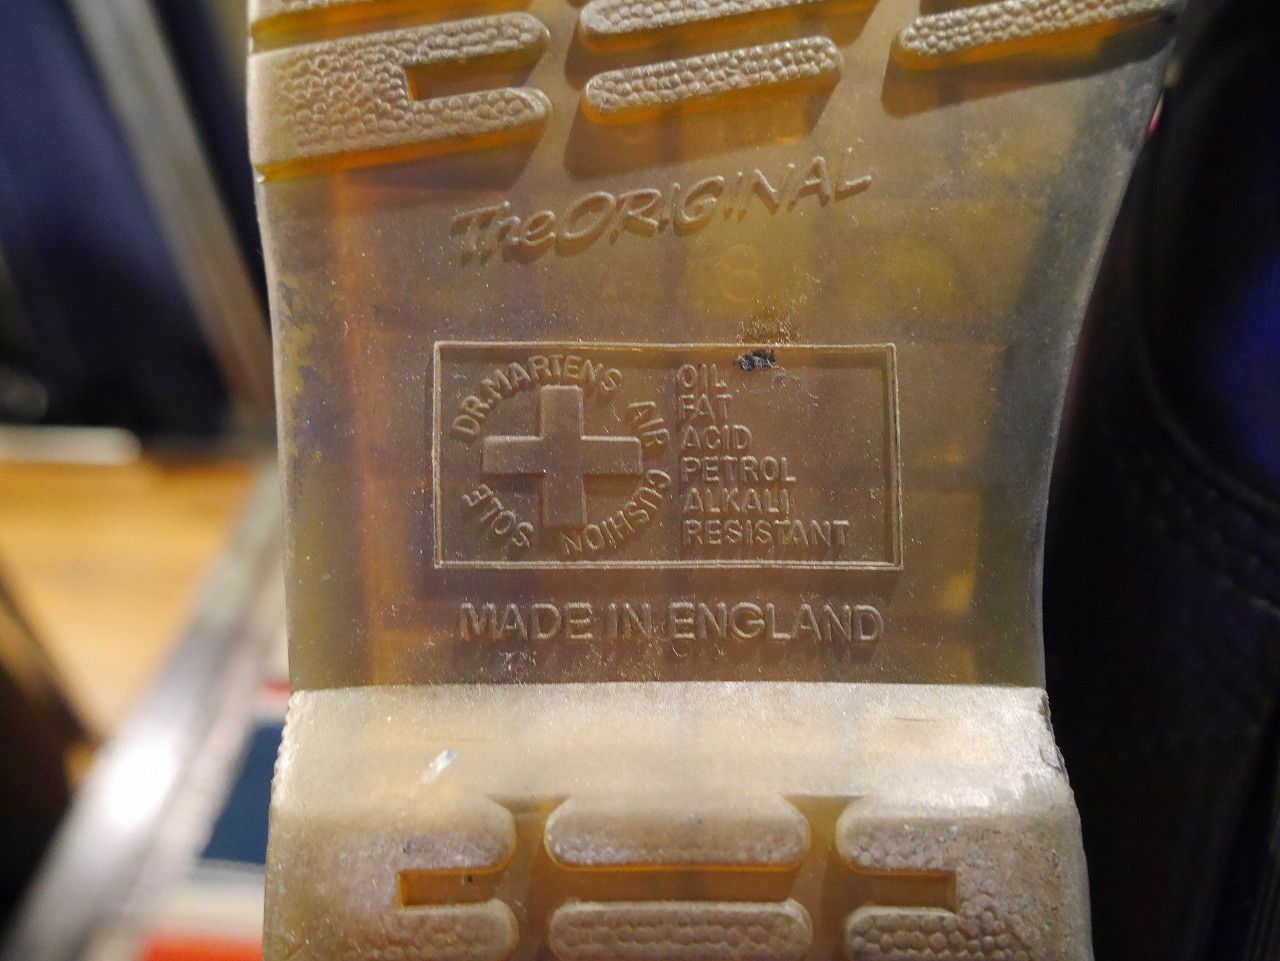 The ORIGINAL
DR. MARTENS AIR CUSHION SOLE
OIL
FAT
ACID
PETROL
ALKALI
RESISTANT
MADE IN ENGLAND